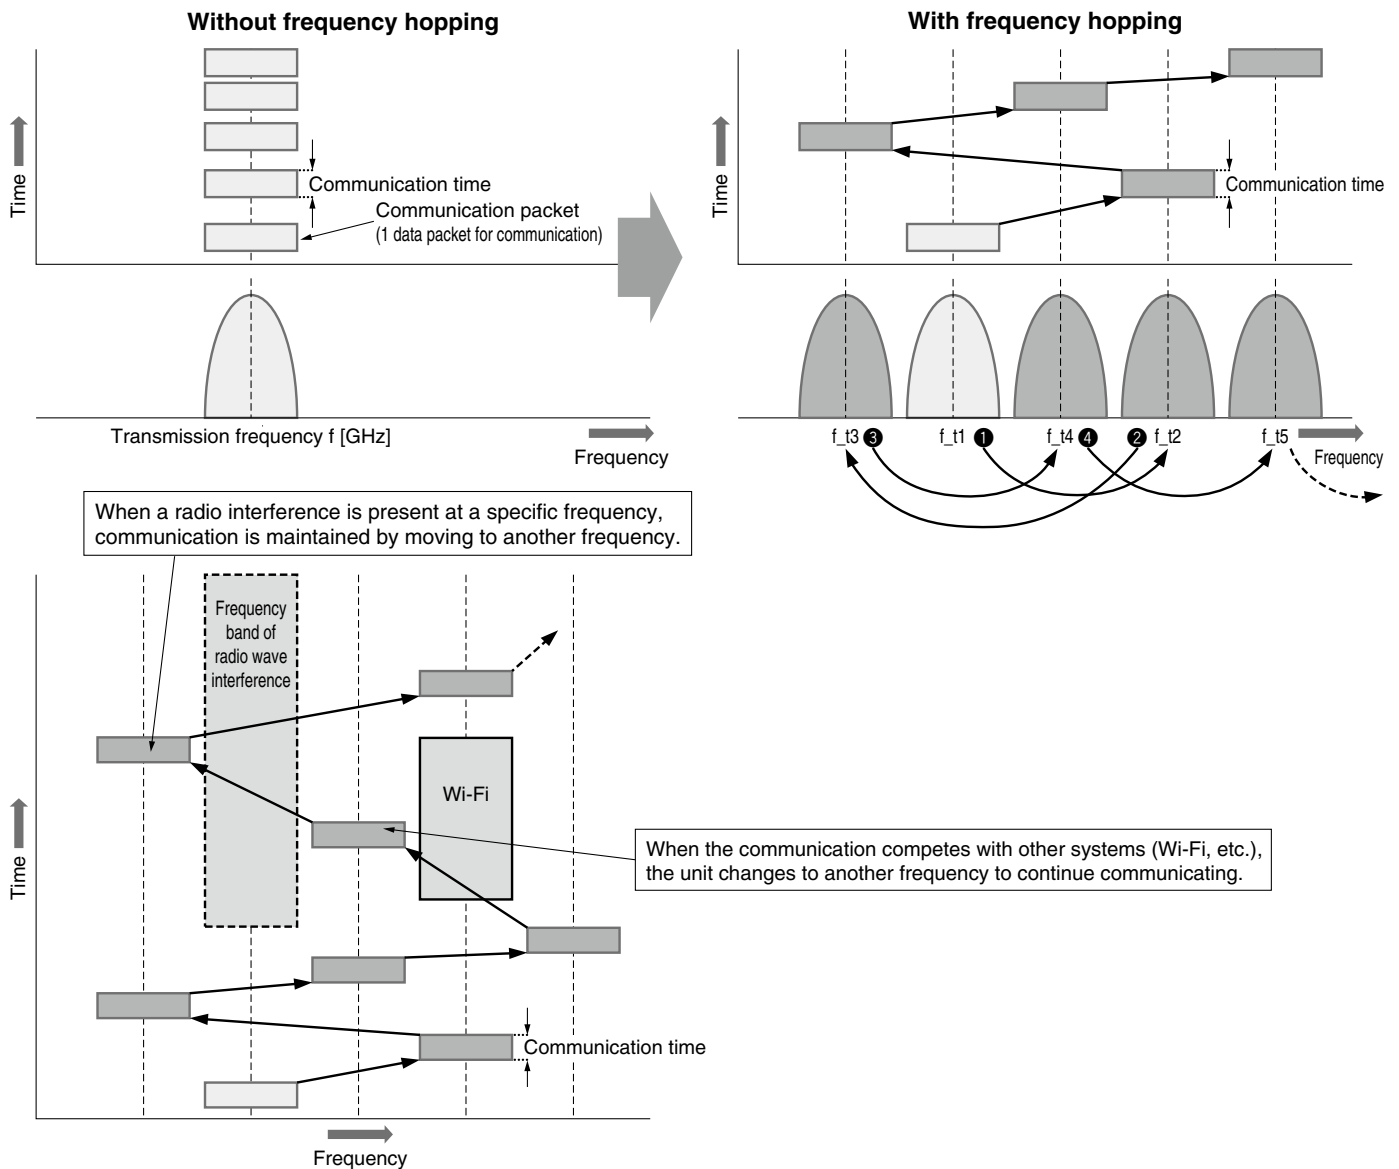 Without frequency hopping
With frequency hopping
Time
Communication time
Communication packet
(1 data packet for communication)
Transmission frequency f [GHz]
Frequency
Time
Communication time
f_t3 ❸
f_t1 ❶
f_t4 ❹
❷ f_t2
f_t5
Frequency
When a radio interference is present at a specific frequency,
communication is maintained by moving to another frequency.
Frequency
band of
radio wave
interference
Wi-Fi
When the communication competes with other systems (Wi-Fi, etc.),
the unit changes to another frequency to continue communicating.
Time
Communication time
Frequency